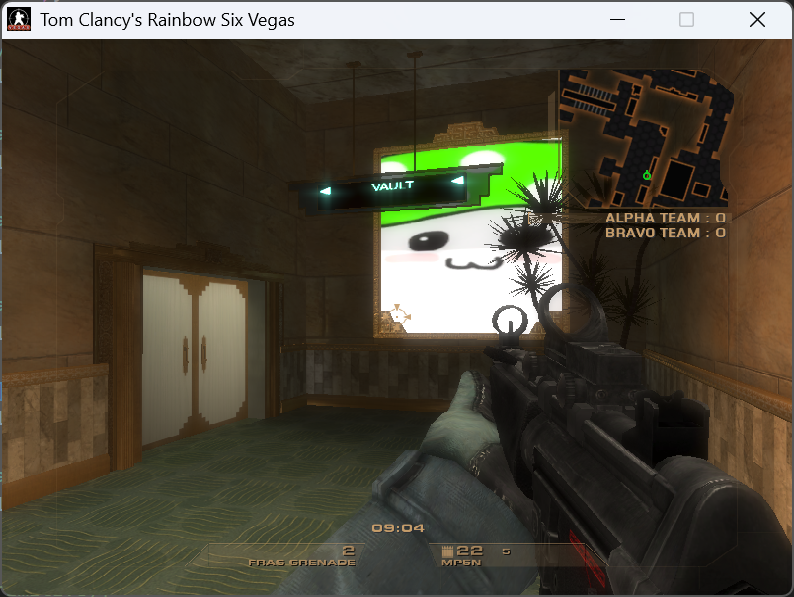 Tom Clancy's Rainbow Six Vegas
VAULT
ALPHA TEAM : 0
BRAVO TEAM : 0
09:04
2
FRAG GRENADE
22 5
MP5N